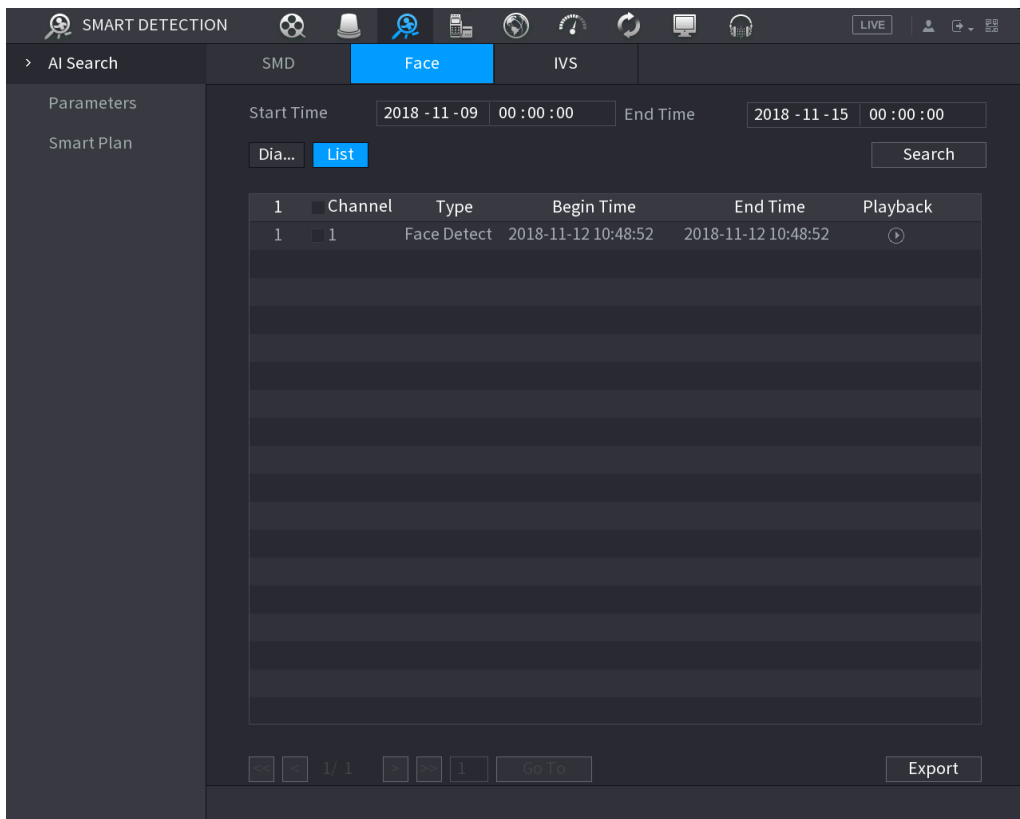 SMART DETECTION LIVE
AI Search SMD Face IVS
Parameters
Smart Plan
Start Time 2018 -11 -09 00 : 00 : 00 End Time 2018 -11 -15 00 : 00 : 00
Dia... List Search
1 Channel Type Begin Time End Time Playback
1 1 Face Detect 2018-11-12 10:48:52 2018-11-12 10:48:52
<< < 1/ 1 > >> 1 Go To Export